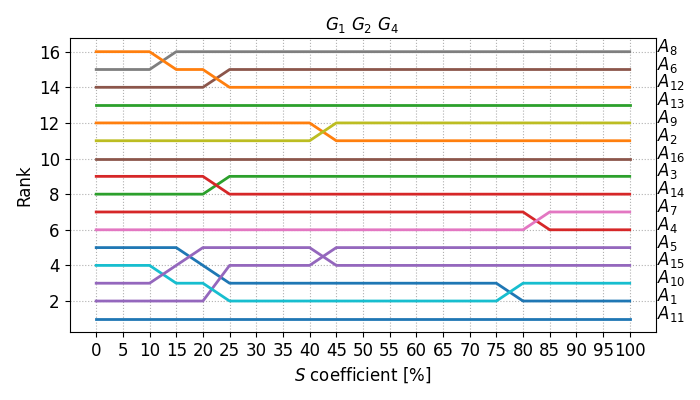 G₁ G₂ G₄
16
14
12
10
8
6
4
2
Rank
A₈
A₆
A₁₂
A₁₃
A₉
A₂
A₁₆
A₃
A₁₄
A₇
A₄
A₅
A₁₅
A₁₀
A₁
A₁₁
0 5 10 15 20 25 30 35 40 45 50 55 60 65 70 75 80 85 90 95 100
S coefficient [%]